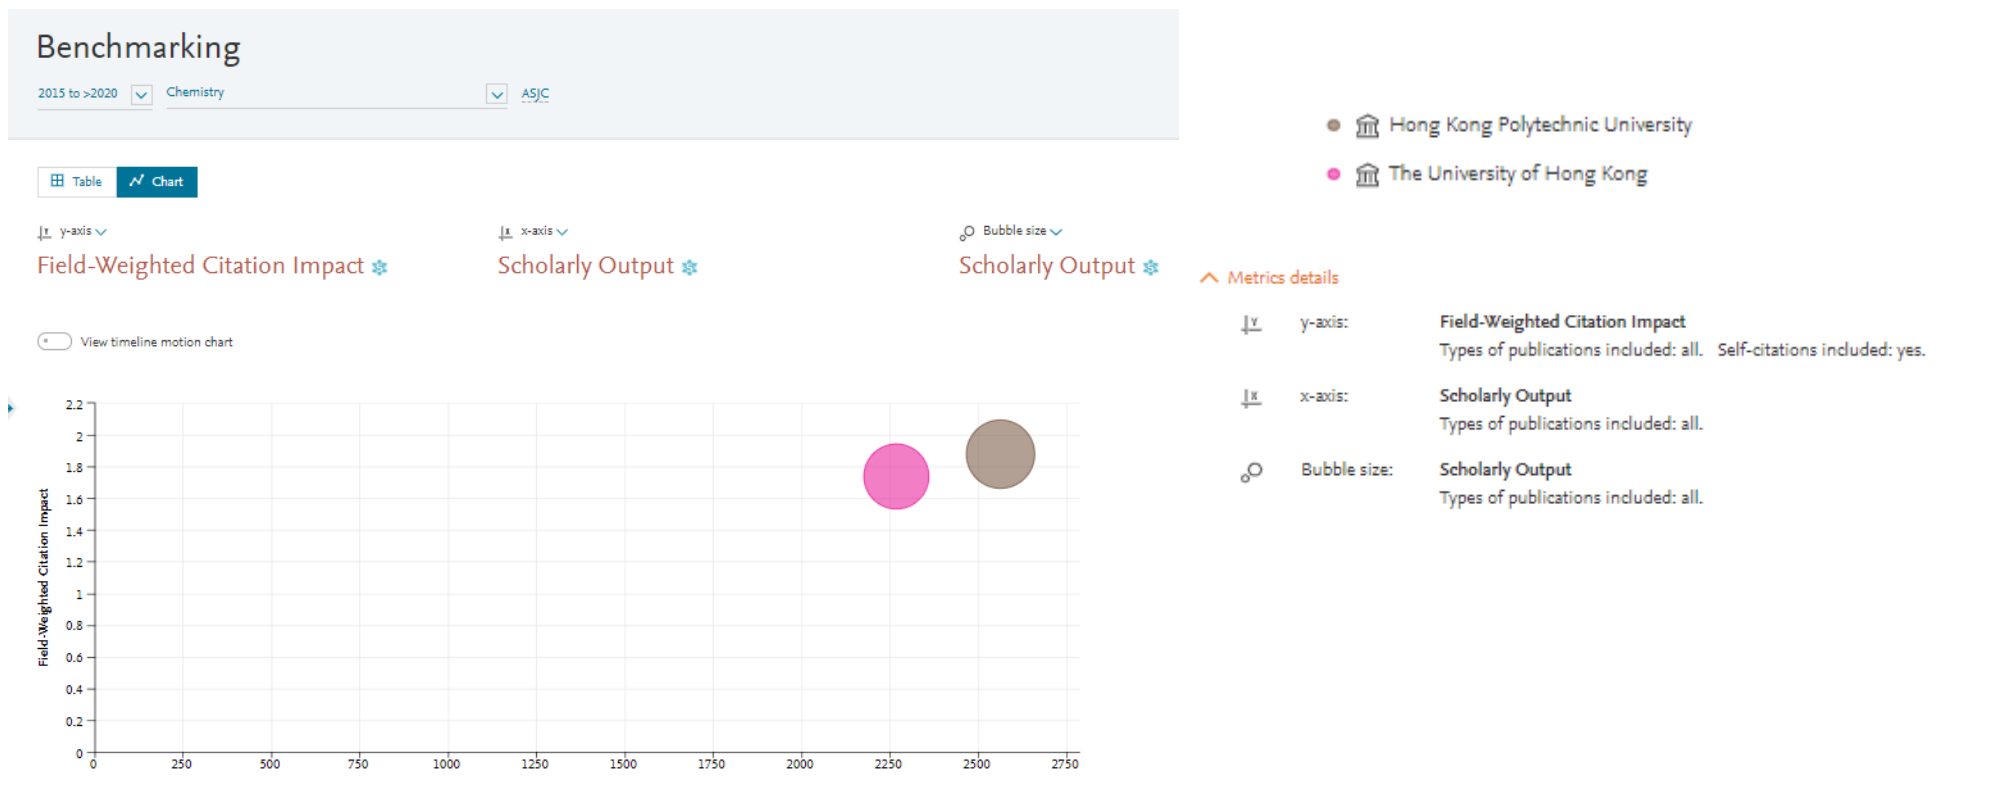 Benchmarking
2015 to >2020 Chemistry ASJC
Table Chart
y-axis x-axis Bubble size
Field-Weighted Citation Impact Scholarly Output Scholarly Output
View timeline motion chart
Field-Weighted Citation Impact
2.2
2
1.8
1.6
1.4
1.2
1
0.8
0.6
0.4
0.2
0
0 250 500 750 1000 1250 1500 1750 2000 2250 2500 2750
Hong Kong Polytechnic University
The University of Hong Kong
Metrics details
y-axis: Field-Weighted Citation Impact
Types of publications included: all. Self-citations included: yes.
x-axis: Scholarly Output
Types of publications included: all.
Bubble size: Scholarly Output
Types of publications included: all.